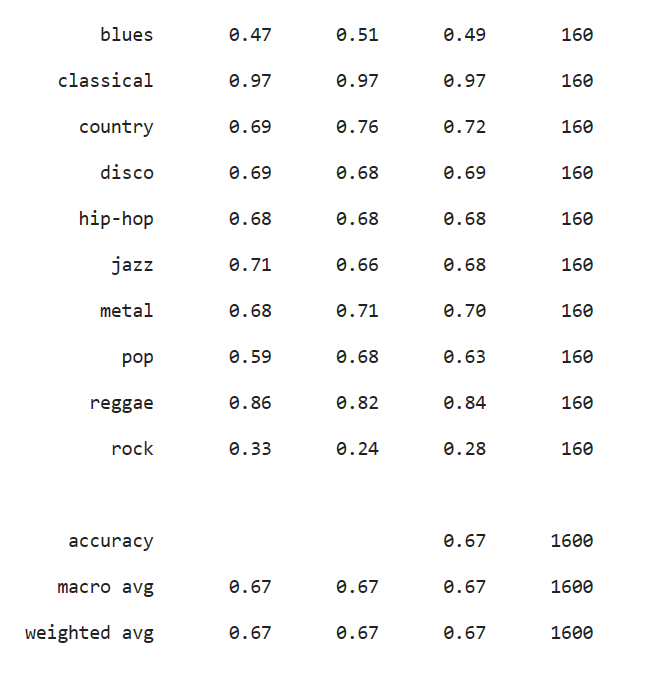 blues 0.47 0.51 0.49 160
classical 0.97 0.97 0.97 160
country 0.69 0.76 0.72 160
disco 0.69 0.68 0.69 160
hip-hop 0.68 0.68 0.68 160
jazz 0.71 0.66 0.68 160
metal 0.68 0.71 0.70 160
pop 0.59 0.68 0.63 160
reggae 0.86 0.82 0.84 160
rock 0.33 0.24 0.28 160
accuracy 0.67 1600
macro avg 0.67 0.67 0.67 1600
weighted avg 0.67 0.67 0.67 1600